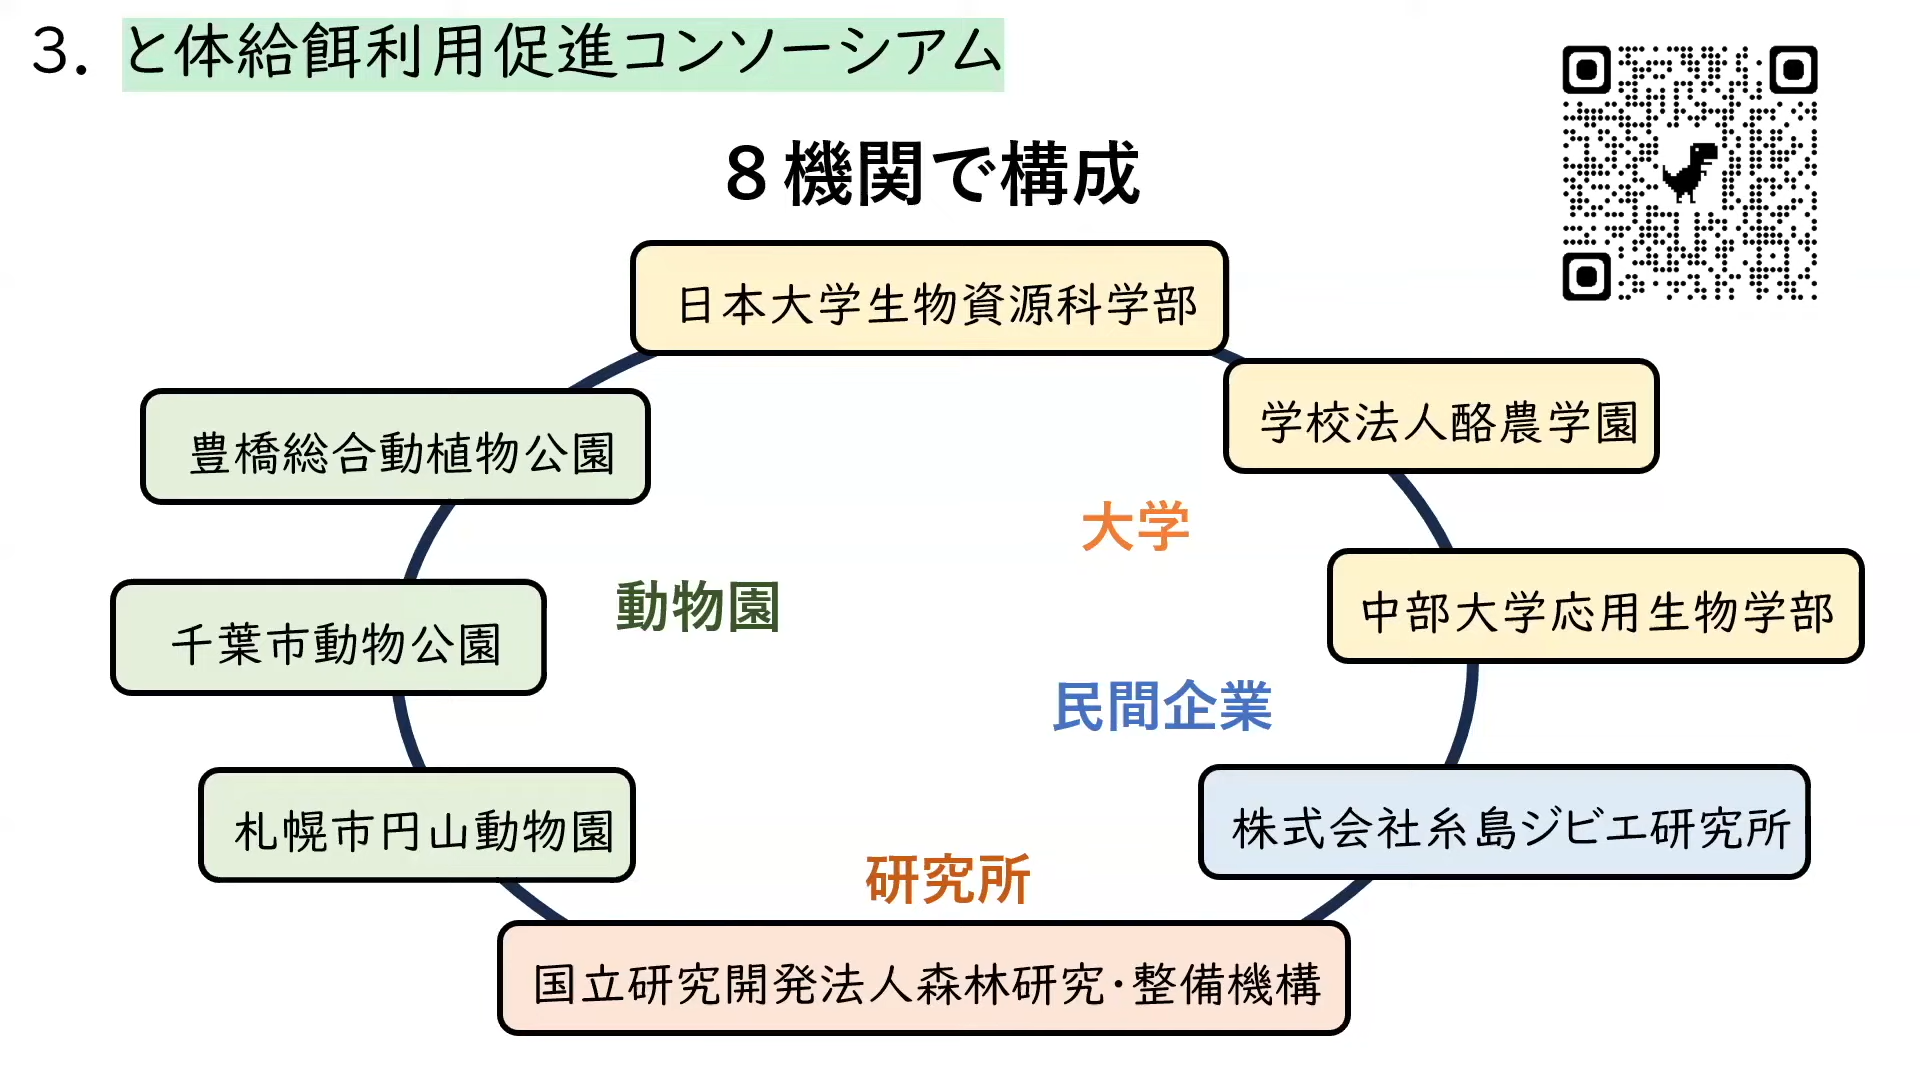 3. と体給餌利用促進コンソーシアム
8機関で構成
日本大学生物資源科学部
学校法人酪農学園
豊橋総合動植物公園
大学
中部大学応用生物学部
動物園
千葉市動物公園
民間企業
株式会社糸島ジビエ研究所
札幌市円山動物園
研究所
国立研究開発法人森林研究・整備機構